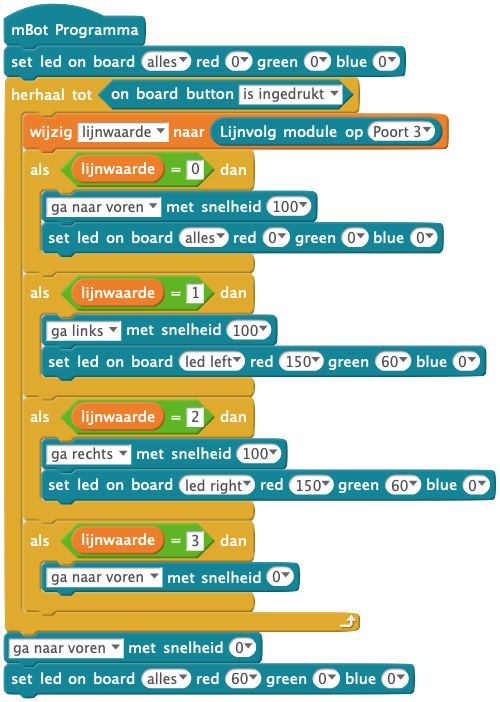 mBot Programma
set led on board alles red 0 green 0 blue 0
herhaal tot on board button is ingedrukt
wijzig lijnwaarde naar Lijnvolg module op Poort 3
als lijnwaarde = 0 dan
ga naar voren met snelheid 100
set led on board alles red 0 green 0 blue 0
als lijnwaarde = 1 dan
ga links met snelheid 100
set led on board led left red 150 green 60 blue 0
als lijnwaarde = 2 dan
ga rechts met snelheid 100
set led on board led right red 150 green 60 blue 0
als lijnwaarde = 3 dan
ga naar voren met snelheid 0
ga naar voren met snelheid 0
set led on board alles red 60 green 0 blue 0